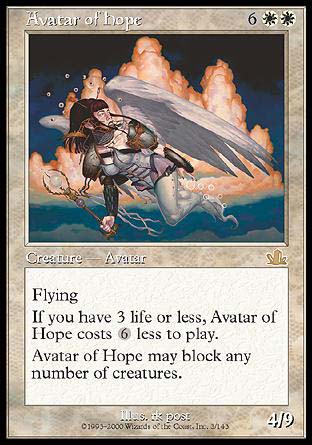 Avatar of Hope 6
Creature — Avatar
Flying
If you have 3 life or less, Avatar of
Hope costs 6 less to play.
Avatar of Hope may block any
number of creatures.
4/9
Illus. rk post
©1993-2000 Wizards of the Coast, Inc. 3/143